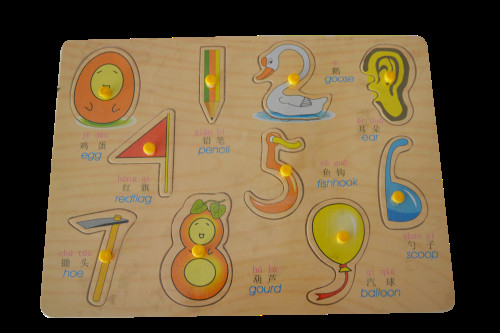 鹅
goose
jī dàn
鸡 蛋
egg
qiān bǐ
铅 笔
pencil
ěr duo
耳 朵
ear
hóng qí
红 旗
redflag
yú gōu
鱼 钩
fishhook
chú tóu
锄 头
hoe
hú lu
葫 芦
gourd
qì qiú
汽 球
balloon
sháo zi
勺 子
scoop